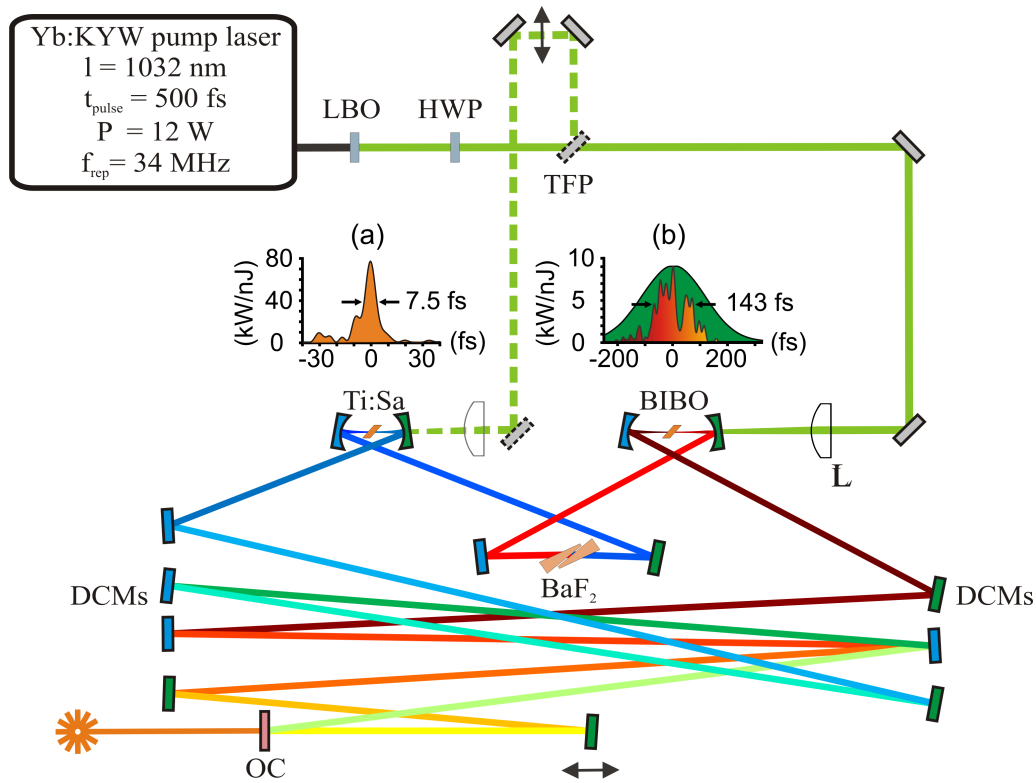 Yb:KYW pump laser
l = 1032 nm
tpulse = 500 fs
P = 12 W
frep= 34 MHz
LBO
HWP
TFP
(a)
(kW/nJ)
80
40
0
7.5 fs
-30
0
30
(fs)
(b)
(kW/nJ)
10
5
0
143 fs
-200
0
200
(fs)
Ti:Sa
BIBO
L
BaF2
DCMs
DCMs
OC